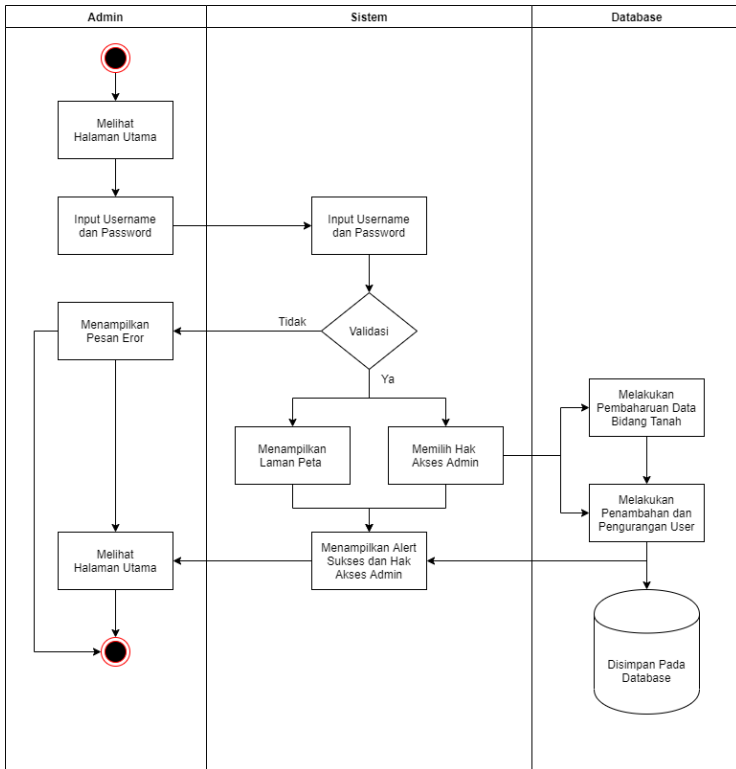 Admin
Sistem
Database
Melihat
Halaman Utama
Input Username
dan Password
Input Username
dan Password
Menampilkan
Pesan Eror
Tidak
Validasi
Ya
Melakukan
Pembaharuan Data
Bidang Tanah
Menampilkan
Laman Peta
Memilih Hak
Akses Admin
Melakukan
Penambahan dan
Pengurangan User
Melihat
Halaman Utama
Menampilkan Alert
Sukses dan Hak
Akses Admin
Disimpan Pada
Database